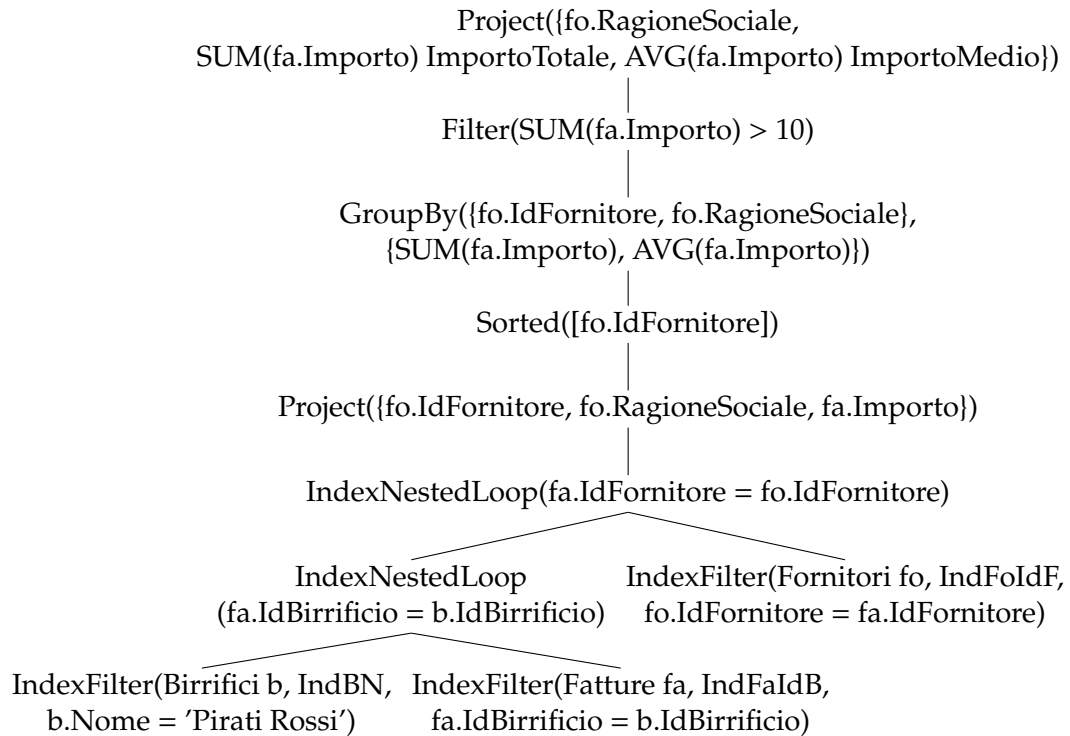 Project({fo.RagioneSociale,
SUM(fa.Importo) ImportoTotale, AVG(fa.Importo) ImportoMedio})
Filter(SUM(fa.Importo) > 10)
GroupBy({fo.IdFornitore, fo.RagioneSociale},
{SUM(fa.Importo), AVG(fa.Importo)})
Sorted([fo.IdFornitore])
Project({fo.IdFornitore, fo.RagioneSociale, fa.Importo})
IndexNestedLoop(fa.IdFornitore = fo.IdFornitore)
IndexNestedLoop
(fa.IdBirrificio = b.IdBirrificio)
IndexFilter(Fornitori fo, IndFoIdF,
fo.IdFornitore = fa.IdFornitore)
IndexFilter(Birrifici b, IndBN,
b.Nome = 'Pirati Rossi')
IndexFilter(Fatture fa, IndFaIdB,
fa.IdBirrificio = b.IdBirrificio)